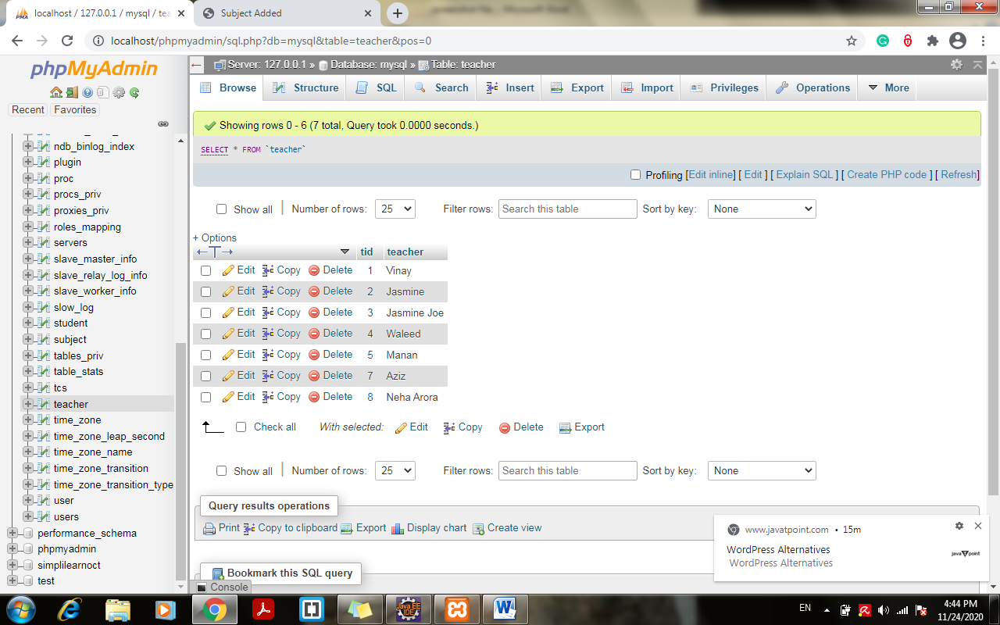 localhost / 127.0.0.1 / mysql / tea
Subject Added
localhost/phpmyadmin/sql.php?db=mysql&table=teacher&pos=0
phpMyAdmin
Recent Favorites
ndb_binlog_index
plugin
proc
procs_priv
proxies_priv
roles_mapping
servers
slave_master_info
slave_relay_log_info
slave_worker_info
slow_log
student
subject
tables_priv
table_stats
tcs
teacher
time_zone
time_zone_leap_second
time_zone_name
time_zone_transition
time_zone_transition_type
user
users
performance_schema
phpmyadmin
simplilearnoct
test
Server: 127.0.0.1 » Database: mysql » Table: teacher
Browse Structure SQL Search Insert Export Import Privileges Operations More
Showing rows 0 - 6 (7 total, Query took 0.0000 seconds.)
SELECT * FROM `teacher`
Profiling [Edit inline] [ Edit ] [ Explain SQL ] [ Create PHP code ] [ Refresh]
Show all Number of rows: 25 Filter rows: Search this table Sort by key: None
+ Options
←T→ tid teacher
Edit Copy Delete 1 Vinay
Edit Copy Delete 2 Jasmine
Edit Copy Delete 3 Jasmine Joe
Edit Copy Delete 4 Waleed
Edit Copy Delete 5 Manan
Edit Copy Delete 7 Aziz
Edit Copy Delete 8 Neha Arora
Check all With selected: Edit Copy Delete Export
Show all Number of rows: 25 Filter rows: Search this table Sort by key: None
Query results operations
Print Copy to clipboard Export Display chart Create view
Bookmark this SQL query
Console
www.javatpoint.com • 15m
WordPress Alternatives
WordPress Alternatives
java T point
Java EE
IDE
EN
4:44 PM
11/24/2020